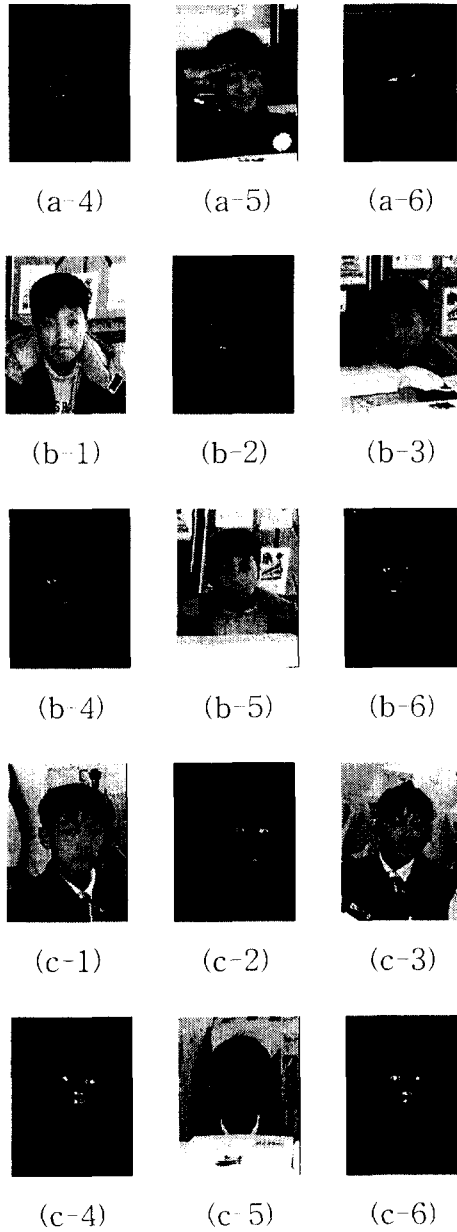 (a-4) (a-5) (a-6)
(b-1) (b-2) (b-3)
(b-4) (b-5) (b-6)
(c-1) (c-2) (c-3)
(c-4) (c-5) (c-6)